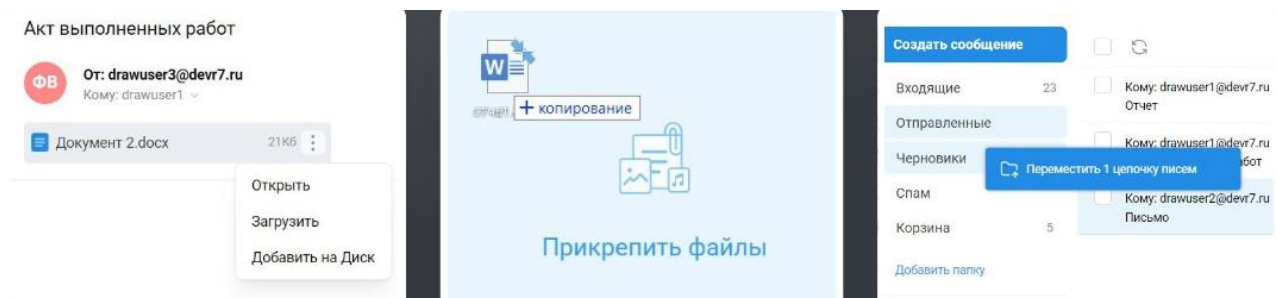 Акт выполненных работ
ФВ
От: drawuser3@devr7.ru
Кому: drawuser1
Документ 2.docx 21Кб
Открыть
Загрузить
Добавить на Диск
W
+ копирование
Прикрепить файлы
Создать сообщение
Входящие 23
Отправленные
Черновики
Спам
Корзина 5
Добавить папку
Кому: drawuser1@devr7.ru
Отчет
Кому: drawuser1@devr7.ru
Переместить 1 цепочку писем
Кому: drawuser2@devr7.ru
Письмо